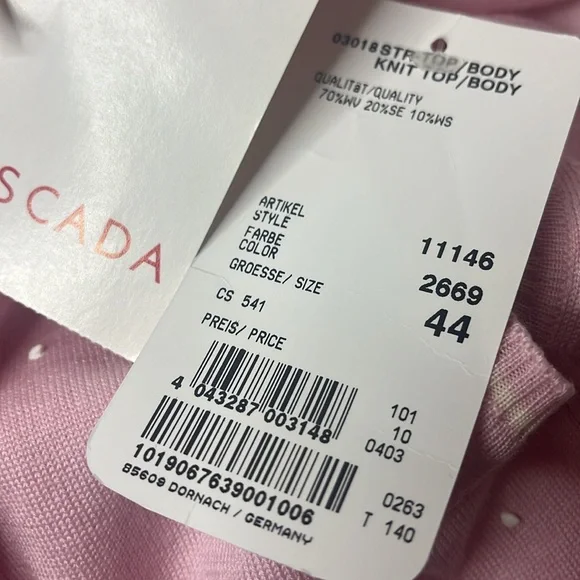 SCADA
03018STR.TOP/BODY
KNIT TOP/BODY
QUALITäT/QUALITY
70%WV 20%SE 10%WS
ARTIKEL
STYLE 11146
FARBE
COLOR 2669
GROESSE/ SIZE 44
CS 541
PREIS/ PRICE
4 043287 003148
101
10
0403
1019067639001006
85609 DORNACH / GERMANY
0263
T 140